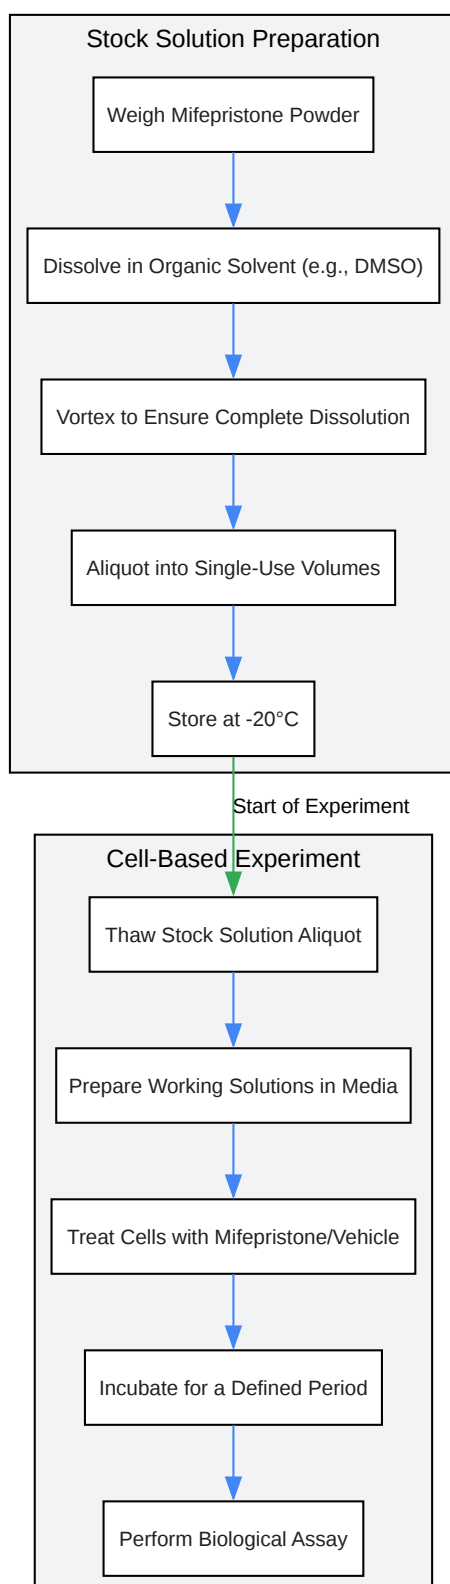 Stock Solution Preparation
Weigh Mifepristone Powder
Dissolve in Organic Solvent (e.g., DMSO)
Vortex to Ensure Complete Dissolution
Aliquot into Single-Use Volumes
Store at -20°C
Start of Experiment
Cell-Based Experiment
Thaw Stock Solution Aliquot
Prepare Working Solutions in Media
Treat Cells with Mifepristone/Vehicle
Incubate for a Defined Period
Perform Biological Assay